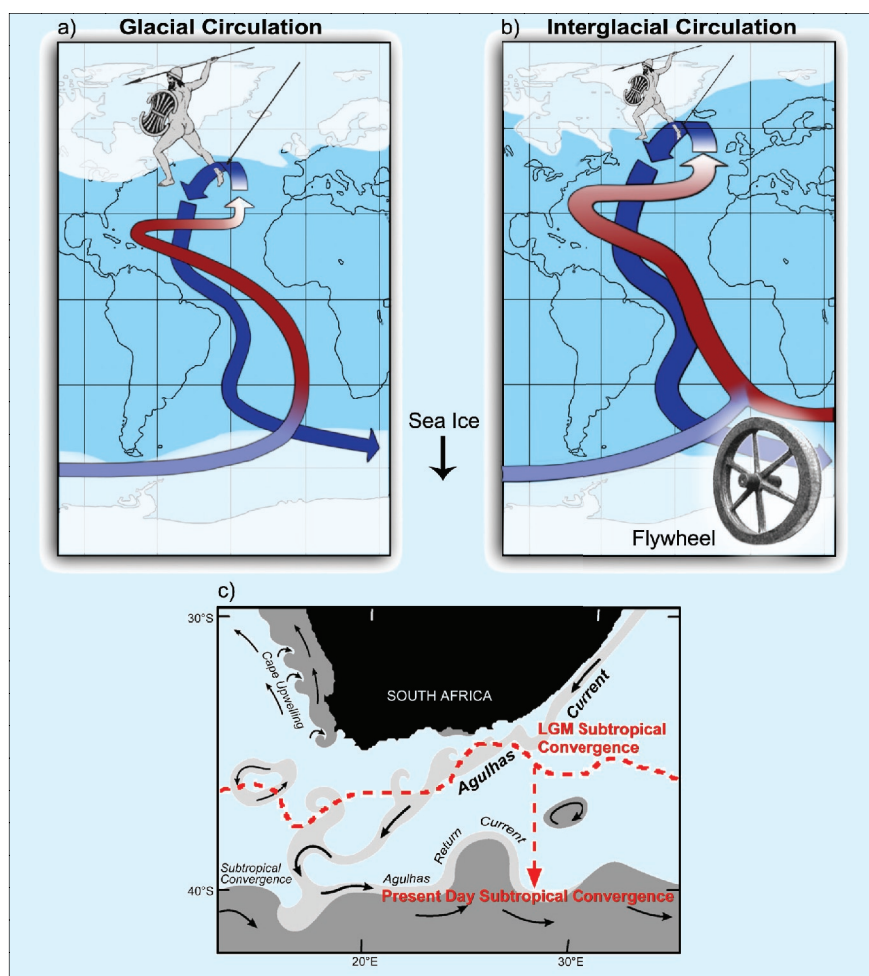 a)
Glacial Circulation
b)
Interglacial Circulation
Sea Ice
Flywheel
c)
30°S
Cape Upwelling
SOUTH AFRICA
Current
LGM Subtropical
Convergence
Agulhas
Subtropical
Convergence
Agulhas
Return
Current
40°S
Present Day Subtropical Convergence
20°E
30°E